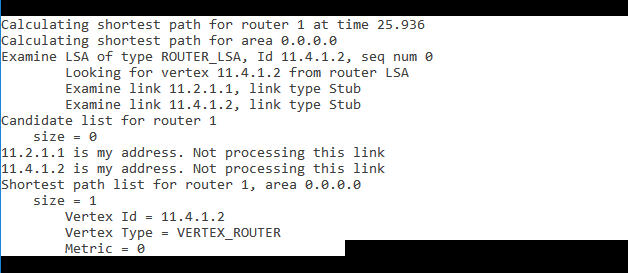 Calculating shortest path for router 1 at time 25.936
Calculating shortest path for area 0.0.0.0
Examine LSA of type ROUTER_LSA, Id 11.4.1.2, seq num 0
Looking for vertex 11.4.1.2 from router LSA
Examine link 11.2.1.1, link type Stub
Examine link 11.4.1.2, link type Stub
Candidate list for router 1
size = 0
11.2.1.1 is my address. Not processing this link
11.4.1.2 is my address. Not processing this link
Shortest path list for router 1, area 0.0.0.0
size = 1
Vertex Id = 11.4.1.2
Vertex Type = VERTEX_ROUTER
Metric = 0